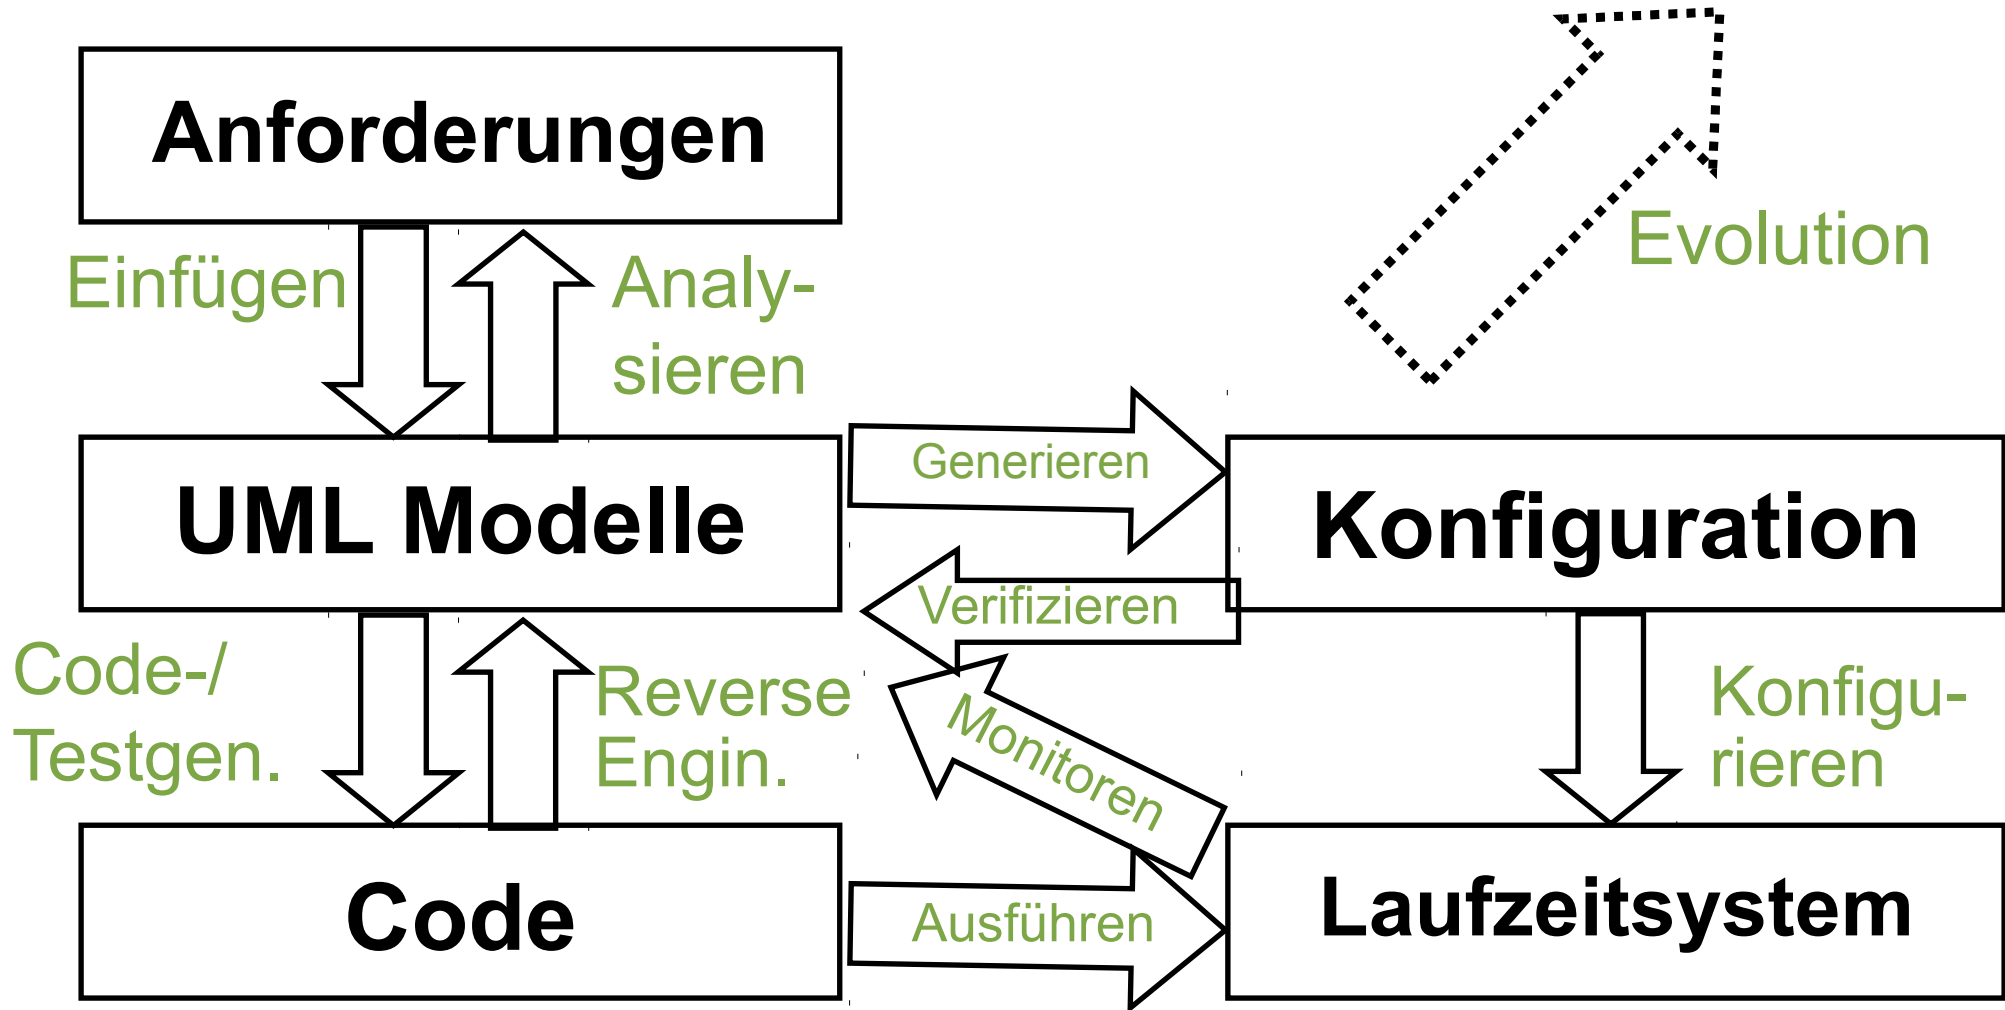 Anforderungen
Evolution
Einfügen
Analy-
sieren
UML Modelle
Generieren
Konfiguration
Verifizieren
Code-/
Testgen.
Reverse
Engin.
Monitoren
Konfigu-
rieren
Code
Ausführen
Laufzeitsystem